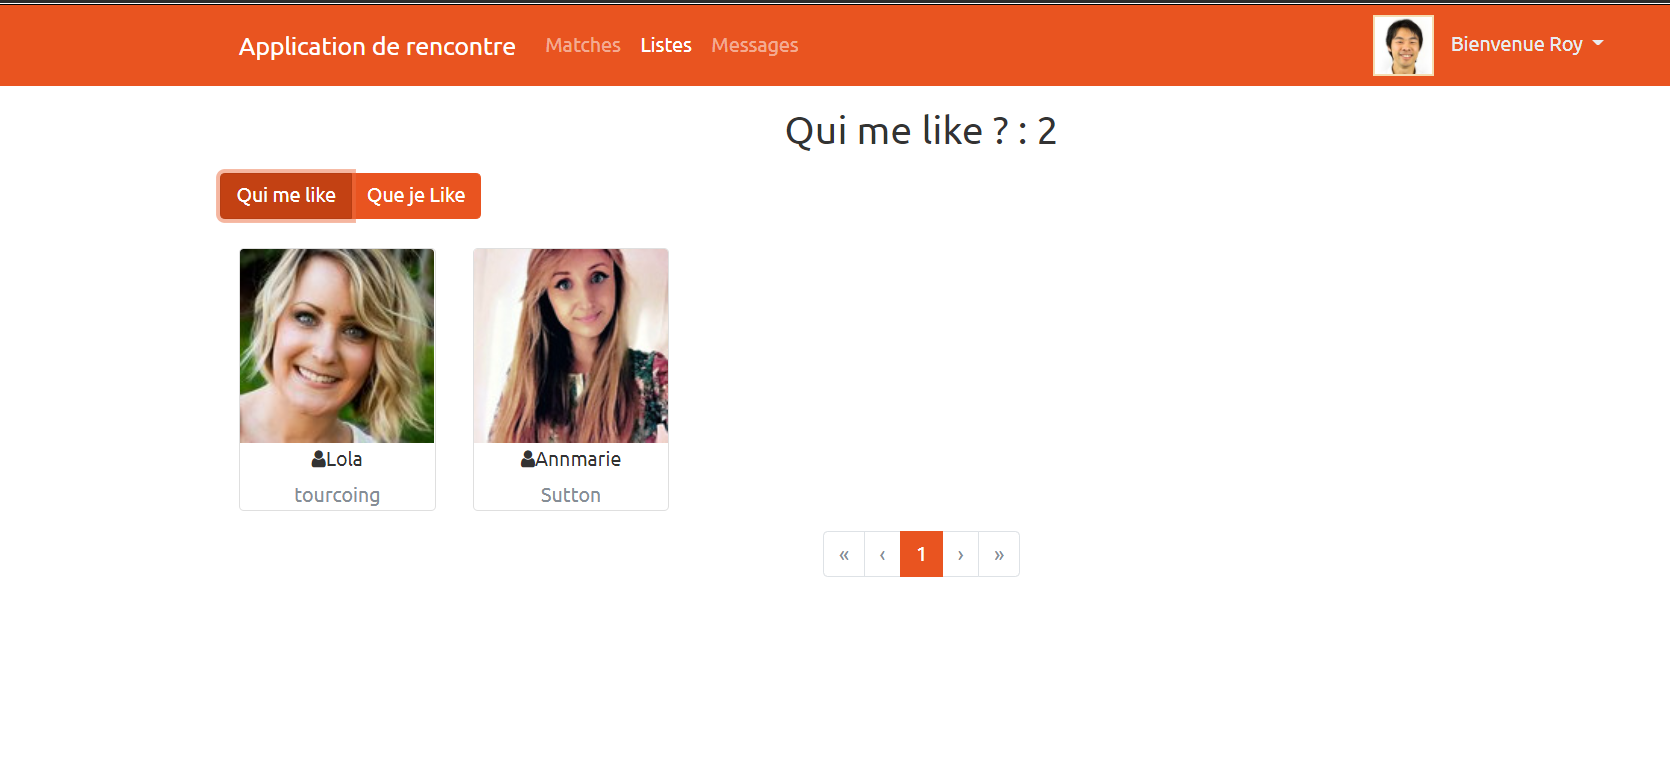 Application de rencontre Matches Listes Messages Bienvenue Roy
Qui me like ? : 2
Qui me like Que je Like
Lola
tourcoing
Annmarie
Sutton
« ‹ 1 › »